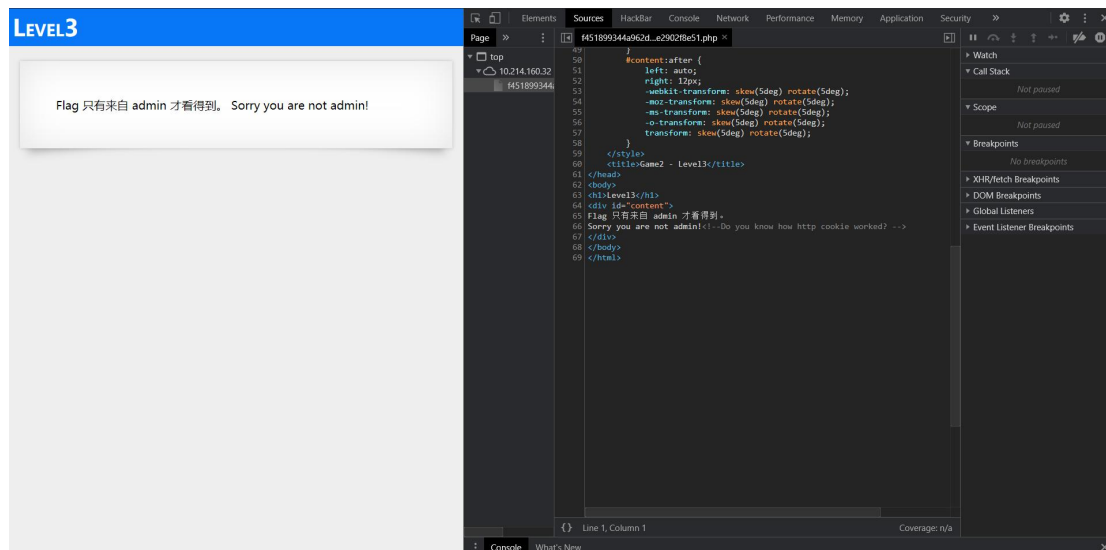 LEVEL3
Flag 只有来自 admin 才看得到。 Sorry you are not admin!
Elements Sources HackBar Console Network Performance Memory Application Security »
Page » f451899344a962d...e2902f8e51.php ×
top
10.214.160.32
f451899344
49 }
50 #content:after {
51 left: auto;
52 right: 12px;
53 -webkit-transform: skew(5deg) rotate(5deg);
54 -moz-transform: skew(5deg) rotate(5deg);
55 -ms-transform: skew(5deg) rotate(5deg);
56 -o-transform: skew(5deg) rotate(5deg);
57 transform: skew(5deg) rotate(5deg);
58 }
59 </style>
60 <title>Game2 - Level3</title>
61 </head>
62 <body>
63 <h1>Level3</h1>
64 <div id="content">
65 Flag 只有来自 admin 才看得到。
66 Sorry you are not admin!<!--Do you know how http cookie worked? -->
67 </div>
68 </body>
69 </html>
Watch
Call Stack
Not paused
Scope
Not paused
Breakpoints
No breakpoints
XHR/fetch Breakpoints
DOM Breakpoints
Global Listeners
Event Listener Breakpoints
{} Line 1, Column 1 Coverage: n/a
Console What's New